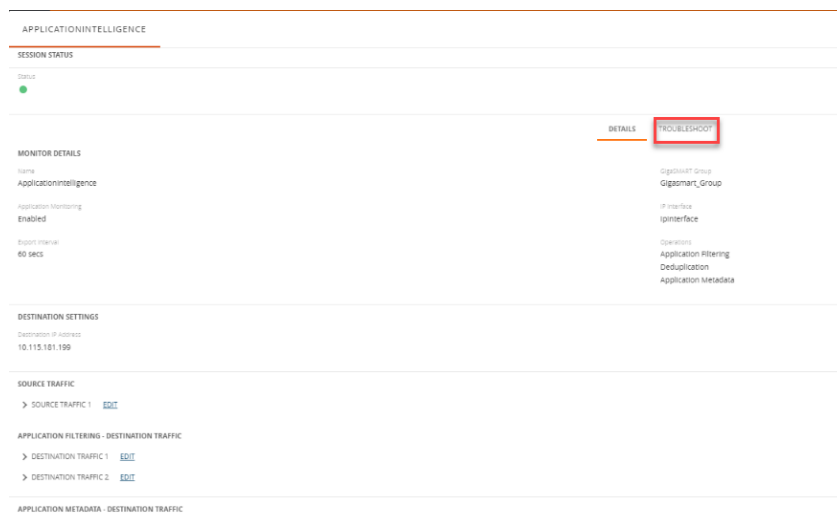 APPLICATIONINTELLIGENCE
SESSION STATUS
Status
DETAILS TROUBLESHOOT
MONITOR DETAILS
Name
Applicationintelligence
GigaSMART Group
Gigasmart_Group
Application Monitoring
Enabled
IP Interface
Ipinterface
Export Interval
60 secs
Operations
Application Filtering
Deduplication
Application Metadata
DESTINATION SETTINGS
Destination IP Address
10.115.181.199
SOURCE TRAFFIC
SOURCE TRAFFIC 1 EDIT
APPLICATION FILTERING - DESTINATION TRAFFIC
DESTINATION TRAFFIC 1 EDIT
DESTINATION TRAFFIC 2 EDIT
APPLICATION METADATA - DESTINATION TRAFFIC